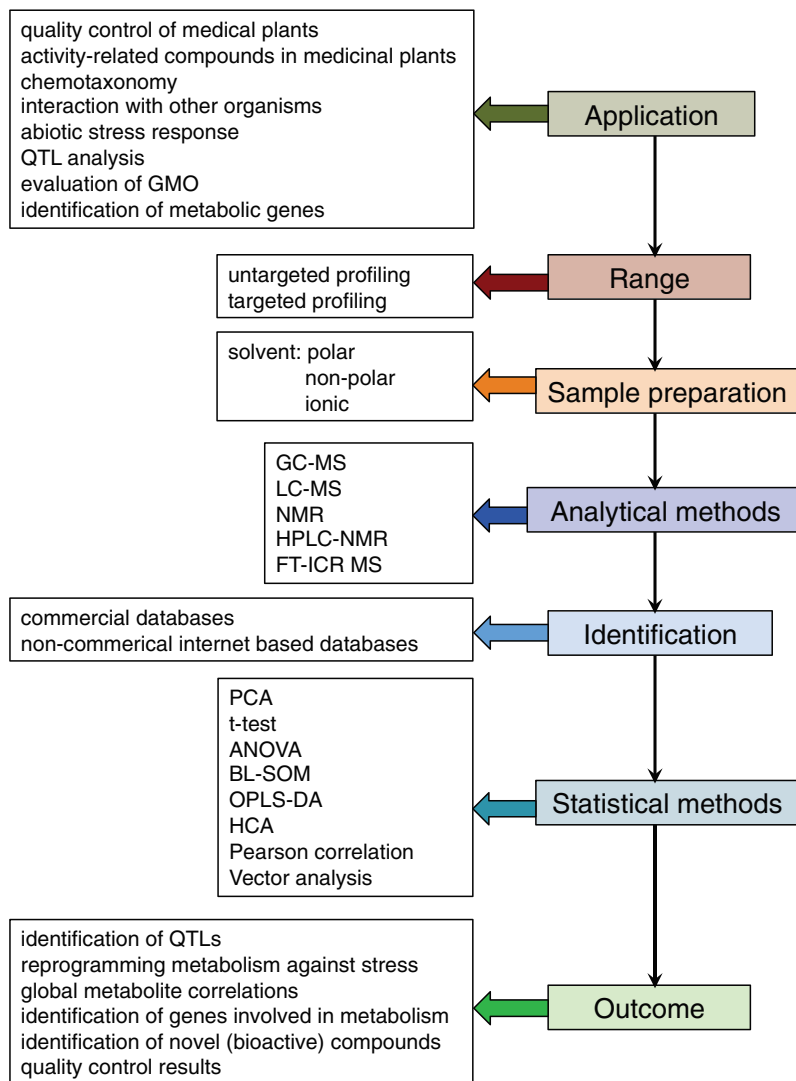 quality control of medical plants
activity-related compounds in medicinal plants
chemotaxonomy
interaction with other organisms
abiotic stress response
QTL analysis
evaluation of GMO
identification of metabolic genes
Application
untargeted profiling
targeted profiling
Range
solvent: polar
non-polar
ionic
Sample preparation
GC-MS
LC-MS
NMR
HPLC-NMR
FT-ICR MS
Analytical methods
commercial databases
non-commerical internet based databases
Identification
PCA
t-test
ANOVA
BL-SOM
OPLS-DA
HCA
Pearson correlation
Vector analysis
Statistical methods
identification of QTLs
reprogramming metabolism against stress
global metabolite correlations
identification of genes involved in metabolism
identification of novel (bioactive) compounds
quality control results
Outcome